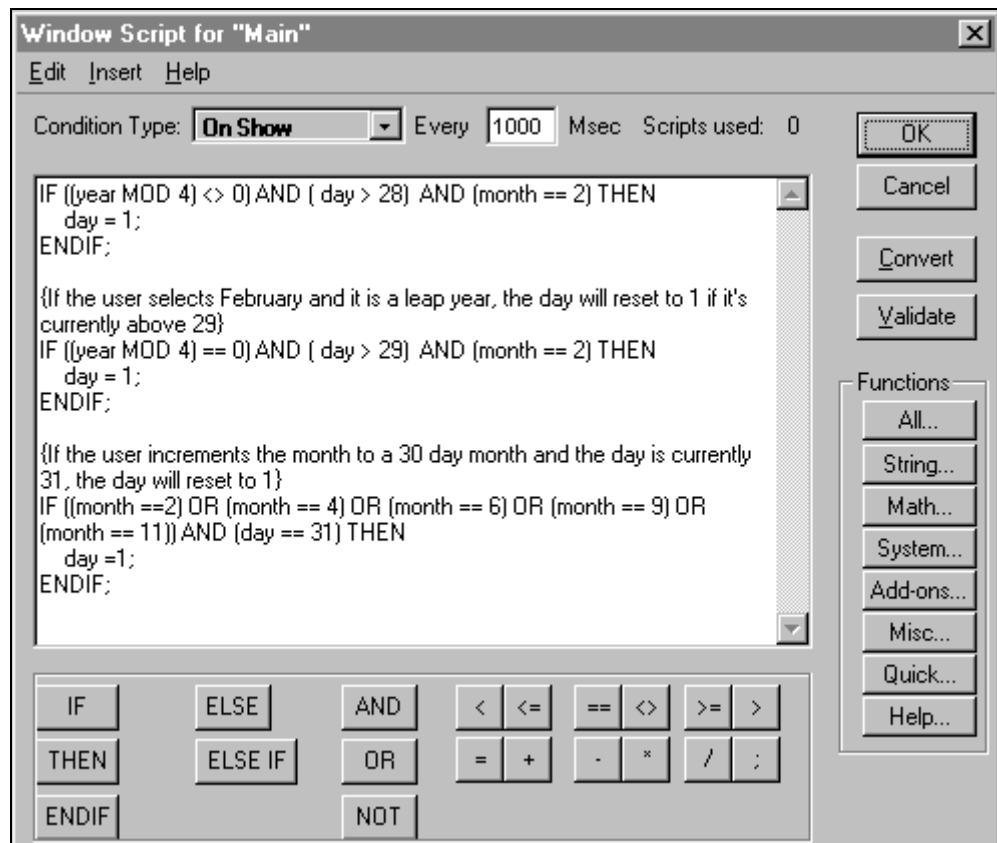 Window Script for "Main"
Edit Insert Help
Condition Type: On Show Every 1000 Msec Scripts used: 0
OK
Cancel
Convert
Validate
IF ((year MOD 4) <> 0) AND ( day > 28) AND (month == 2) THEN
day = 1;
ENDIF;
{If the user selects February and it is a leap year, the day will reset to 1 if it's
currently above 29}
IF ((year MOD 4) == 0) AND ( day > 29) AND (month == 2) THEN
day = 1;
ENDIF;
{If the user increments the month to a 30 day month and the day is currently
31, the day will reset to 1}
IF ((month ==2) OR (month == 4) OR (month == 6) OR (month == 9) OR
(month == 11)) AND (day == 31) THEN
day =1;
ENDIF;
Functions
All...
String...
Math...
System...
Add-ons...
Misc...
Quick...
Help...
IF ELSE AND < <= == <> >= >
THEN ELSE IF OR = + - * / ;
ENDIF NOT